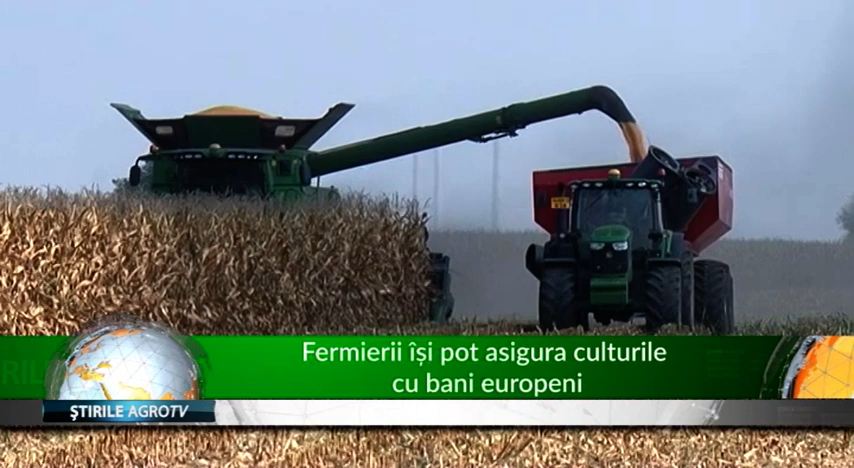 Fermierii își pot asigura culturile
cu bani europeni
ȘTIRILE AGROTV